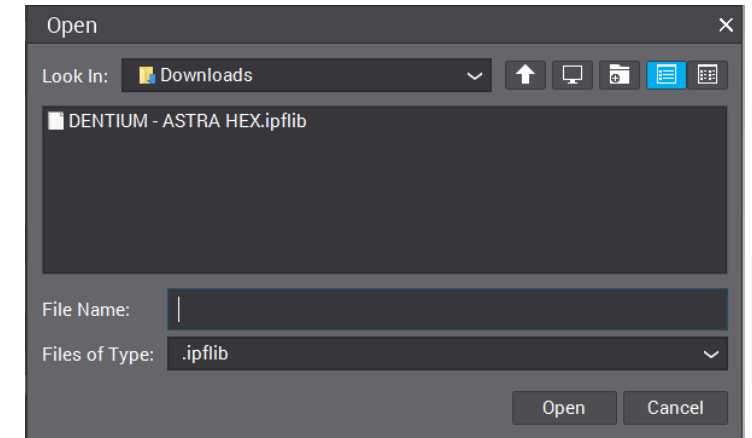 Open
Look In: Downloads
DENTIUM - ASTRA HEX.ipflib
File Name:
Files of Type: .ipflib
Open Cancel